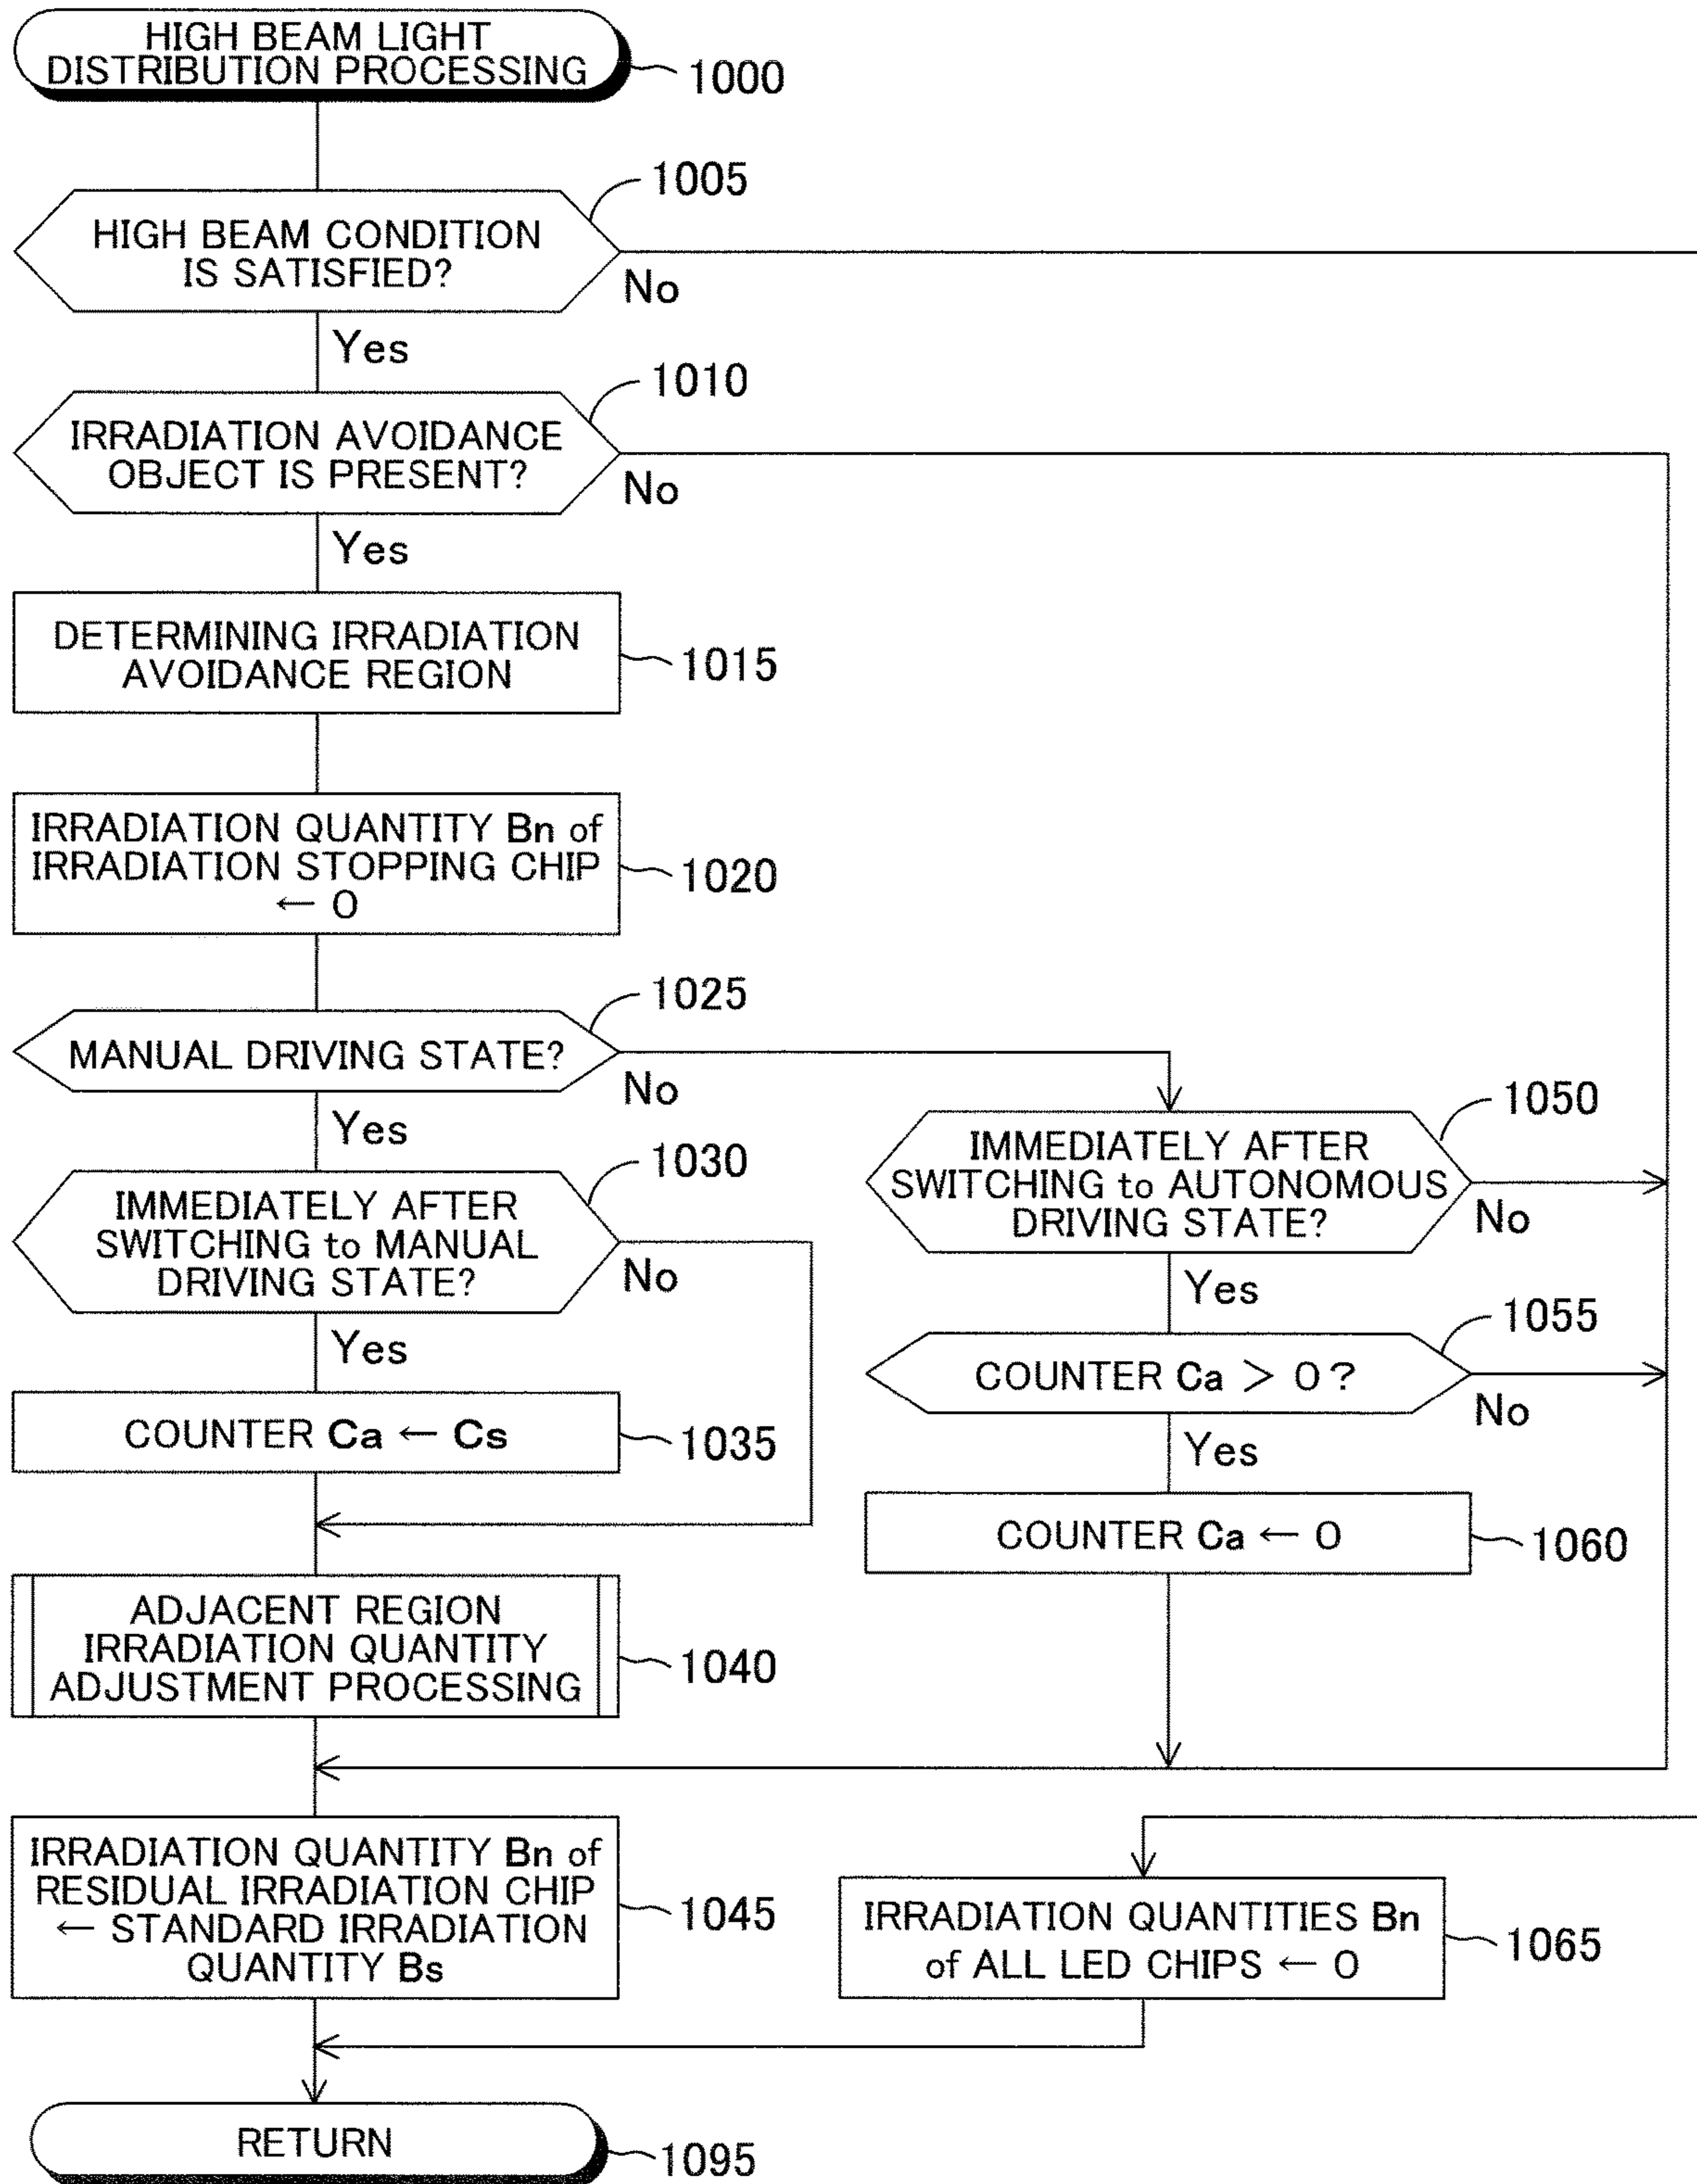 HIGH BEAM LIGHT
DISTRIBUTION PROCESSING
1000
1005
HIGH BEAM CONDITION
IS SATISFIED?
No
Yes
1010
IRRADIATION AVOIDANCE
OBJECT IS PRESENT?
No
Yes
DETERMINING IRRADIATION
AVOIDANCE REGION
1015
IRRADIATION QUANTITY Bn of
IRRADIATION STOPPING CHIP
← 0
1020
1025
MANUAL DRIVING STATE?
No
Yes
1030
IMMEDIATELY AFTER
SWITCHING to MANUAL
DRIVING STATE?
No
Yes
COUNTER Ca ← Cs
1035
ADJACENT REGION
IRRADIATION QUANTITY
ADJUSTMENT PROCESSING
1040
1050
IMMEDIATELY AFTER
SWITCHING to AUTONOMOUS
DRIVING STATE?
No
Yes
1055
COUNTER Ca > 0?
No
Yes
COUNTER Ca ← 0
1060
IRRADIATION QUANTITY Bn of
RESIDUAL IRRADIATION CHIP
← STANDARD IRRADIATION
QUANTITY Bs
1045
IRRADIATION QUANTITIES Bn
of ALL LED CHIPS ← 0
1065
RETURN
1095